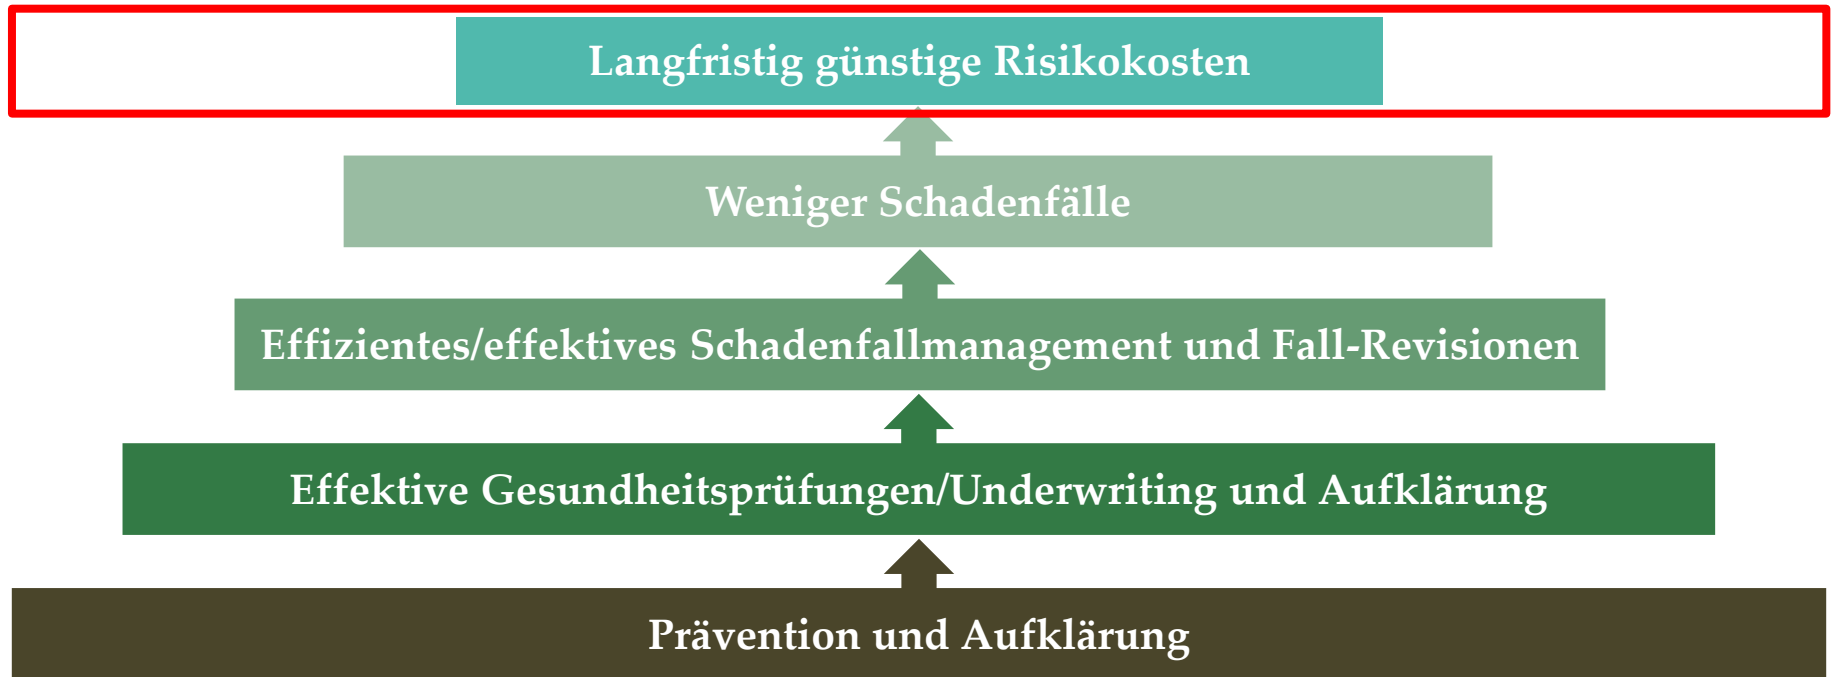 Langfristig günstige Risikokosten
Weniger Schadenfälle
Effizientes/effektives Schadenfallmanagement und Fall-Revisionen
Effektive Gesundheitsprüfungen/Underwriting und Aufklärung
Prävention und Aufklärung